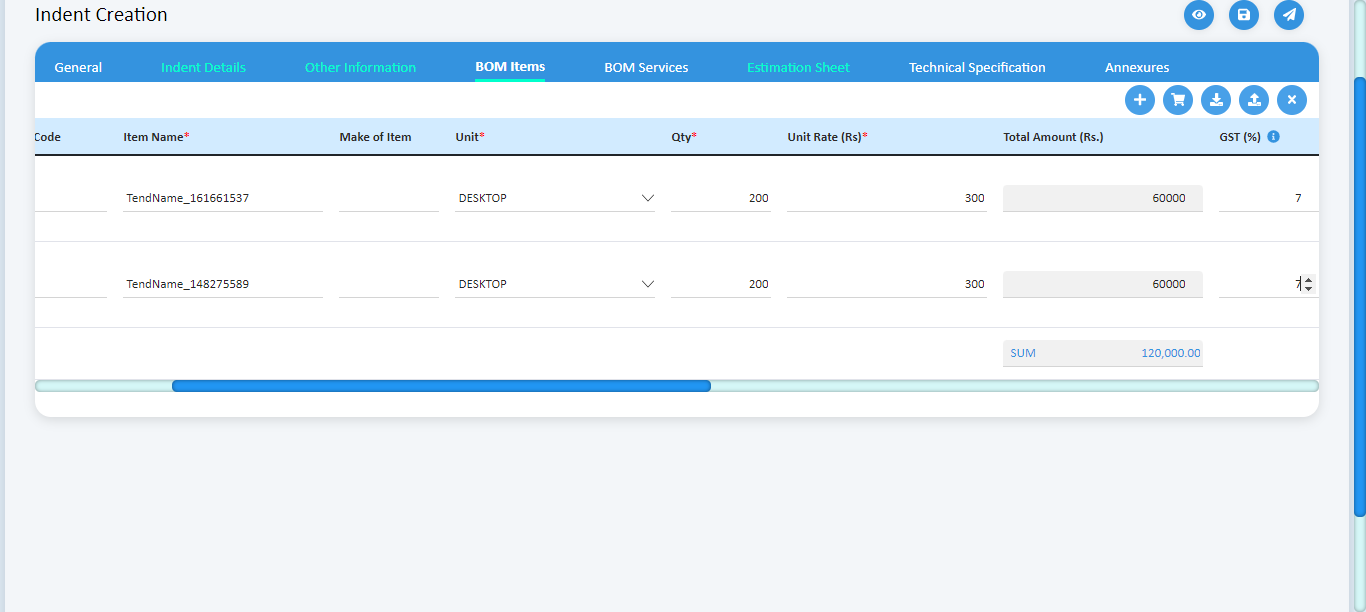 Indent Creation
General Indent Details Other Information BOM Items BOM Services Estimation Sheet Technical Specification Annexures
Code Item Name* Make of Item Unit* Qty* Unit Rate (Rs)* Total Amount (Rs.) GST (%)
TendName_161661537 DESKTOP 200 300 60000 7
TendName_148275589 DESKTOP 200 300 60000 7
SUM 120,000.00